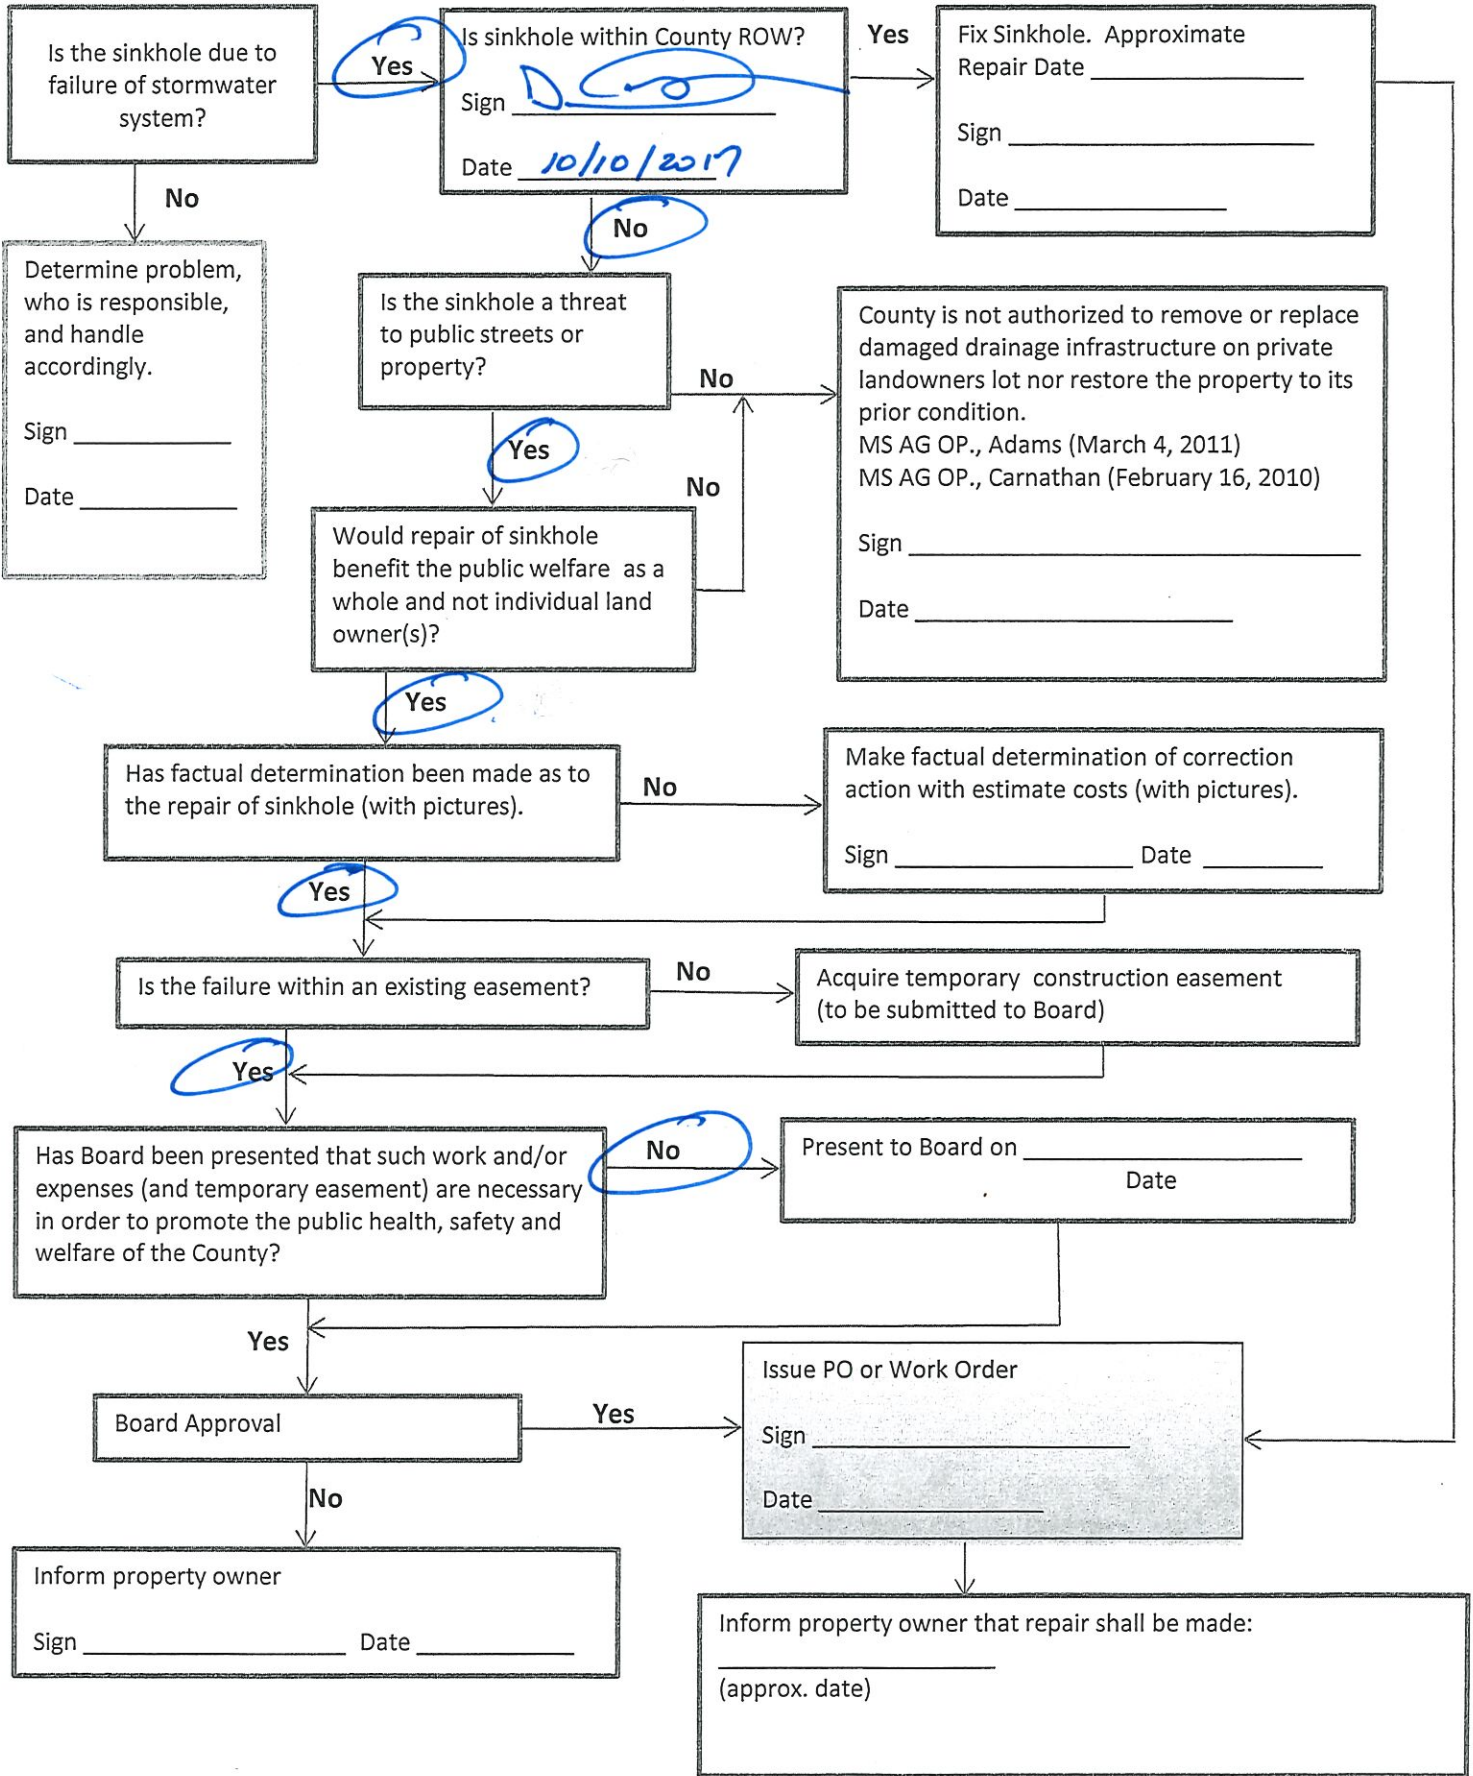 Is the sinkhole due to
failure of stormwater
system?
Yes
Is sinkhole within County ROW?
Sign
Date 10/10/2017
Yes
Fix Sinkhole. Approximate
Repair Date
Sign
Date
No
No
Determine problem,
who is responsible,
and handle
accordingly.
Sign
Date
Is the sinkhole a threat
to public streets or
property?
No
County is not authorized to remove or replace
damaged drainage infrastructure on private
landowners lot nor restore the property to its
prior condition.
MS AG OP., Adams (March 4, 2011)
MS AG OP., Carnathan (February 16, 2010)
Sign
Date
Yes
No
Would repair of sinkhole
benefit the public welfare as a
whole and not individual land
owner(s)?
Yes
Has factual determination been made as to
the repair of sinkhole (with pictures).
No
Make factual determination of correction
action with estimate costs (with pictures).
Sign Date
Yes
Is the failure within an existing easement?
No
Acquire temporary construction easement
(to be submitted to Board)
Yes
Has Board been presented that such work and/or
expenses (and temporary easement) are necessary
in order to promote the public health, safety and
welfare of the County?
No
Present to Board on
Date
Yes
Board Approval
Yes
Issue PO or Work Order
Sign
Date
No
Inform property owner
Sign Date
Inform property owner that repair shall be made:
(approx. date)